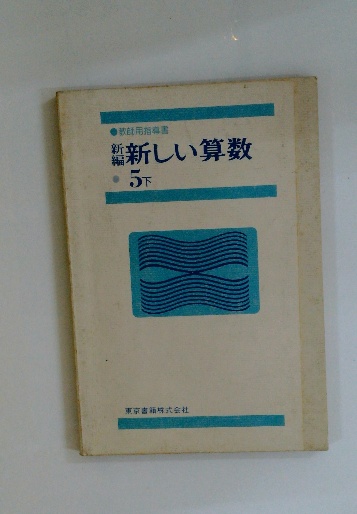 ●教師用指導書
新編 新しい算数
5下
東京書籍株式会社